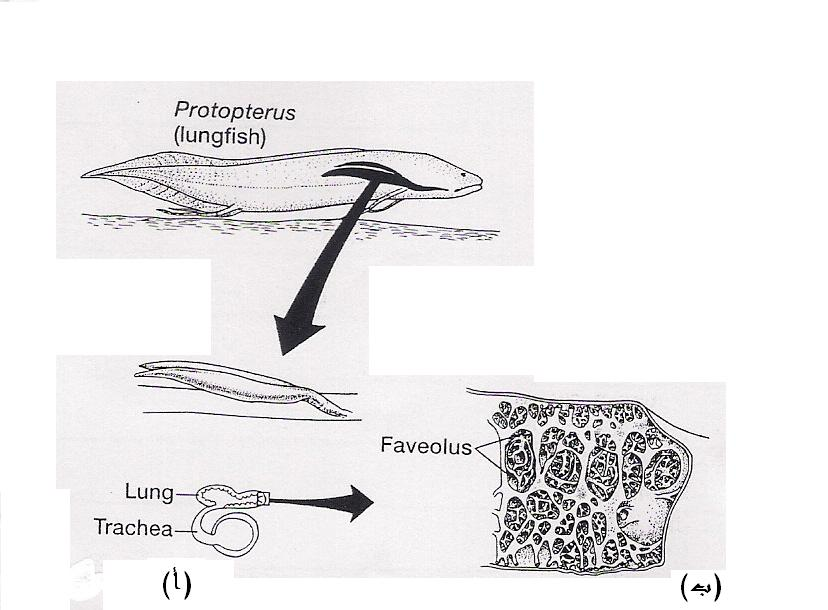 Protopterus
(lungfish)
Faveolus
Lung
Trachea
(أ)
(ب)